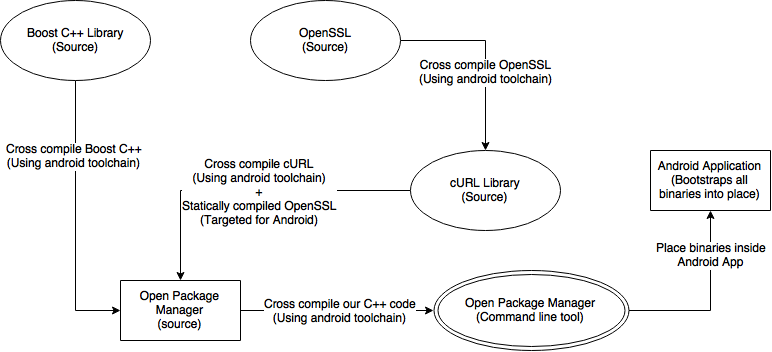 Boost C++ Library
(Source)
OpenSSL
(Source)
Cross compile OpenSSL
(Using android toolchain)
Cross compile Boost C++
(Using android toolchain)
Cross compile cURL
(Using android toolchain)
+
Statically compiled OpenSSL
(Targeted for Android)
cURL Library
(Source)
Android Application
(Bootstraps all
binaries into place)
Place binaries inside
Android App
Open Package
Manager
(source)
Cross compile our C++ code
(Using android toolchain)
Open Package Manager
(Command line tool)